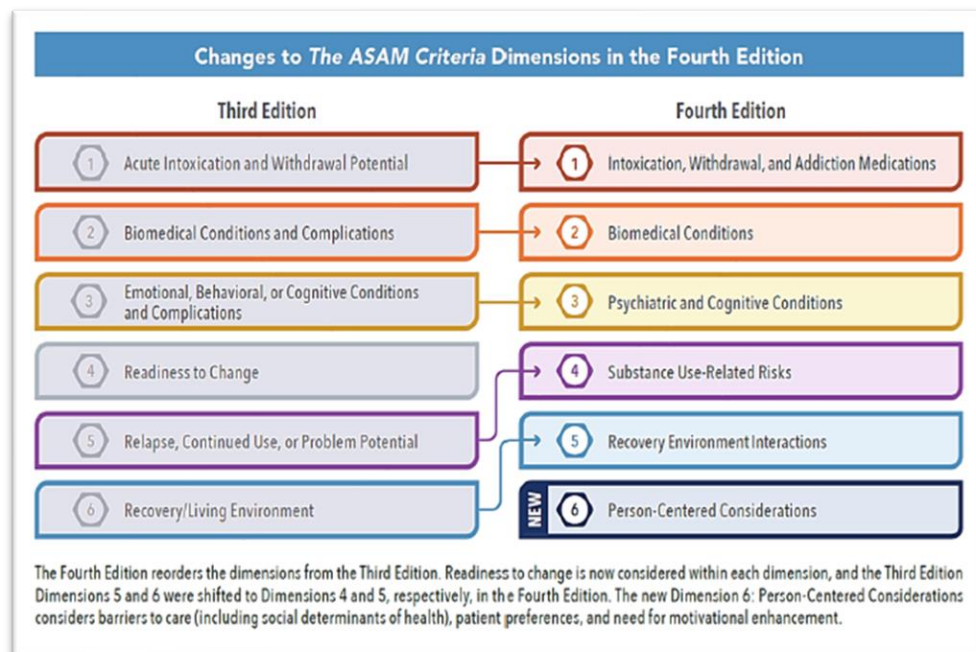 Changes to The ASAM Criteria Dimensions in the Fourth Edition
Third Edition
Fourth Edition
1 Acute Intoxication and Withdrawal Potential
1 Intoxication, Withdrawal, and Addiction Medications
2 Biomedical Conditions and Complications
2 Biomedical Conditions
3 Emotional, Behavioral, or Cognitive Conditions
and Complications
3 Psychiatric and Cognitive Conditions
4 Readiness to Change
4 Substance Use-Related Risks
5 Relapse, Continued Use, or Problem Potential
5 Recovery Environment Interactions
6 Recovery/Living Environment
NEW
6 Person-Centered Considerations
The Fourth Edition reorders the dimensions from the Third Edition. Readiness to change is now considered within each dimension, and the Third Edition
Dimensions 5 and 6 were shifted to Dimensions 4 and 5, respectively, in the Fourth Edition. The new Dimension 6: Person-Centered Considerations
considers barriers to care (including social determinants of health), patient preferences, and need for motivational enhancement.